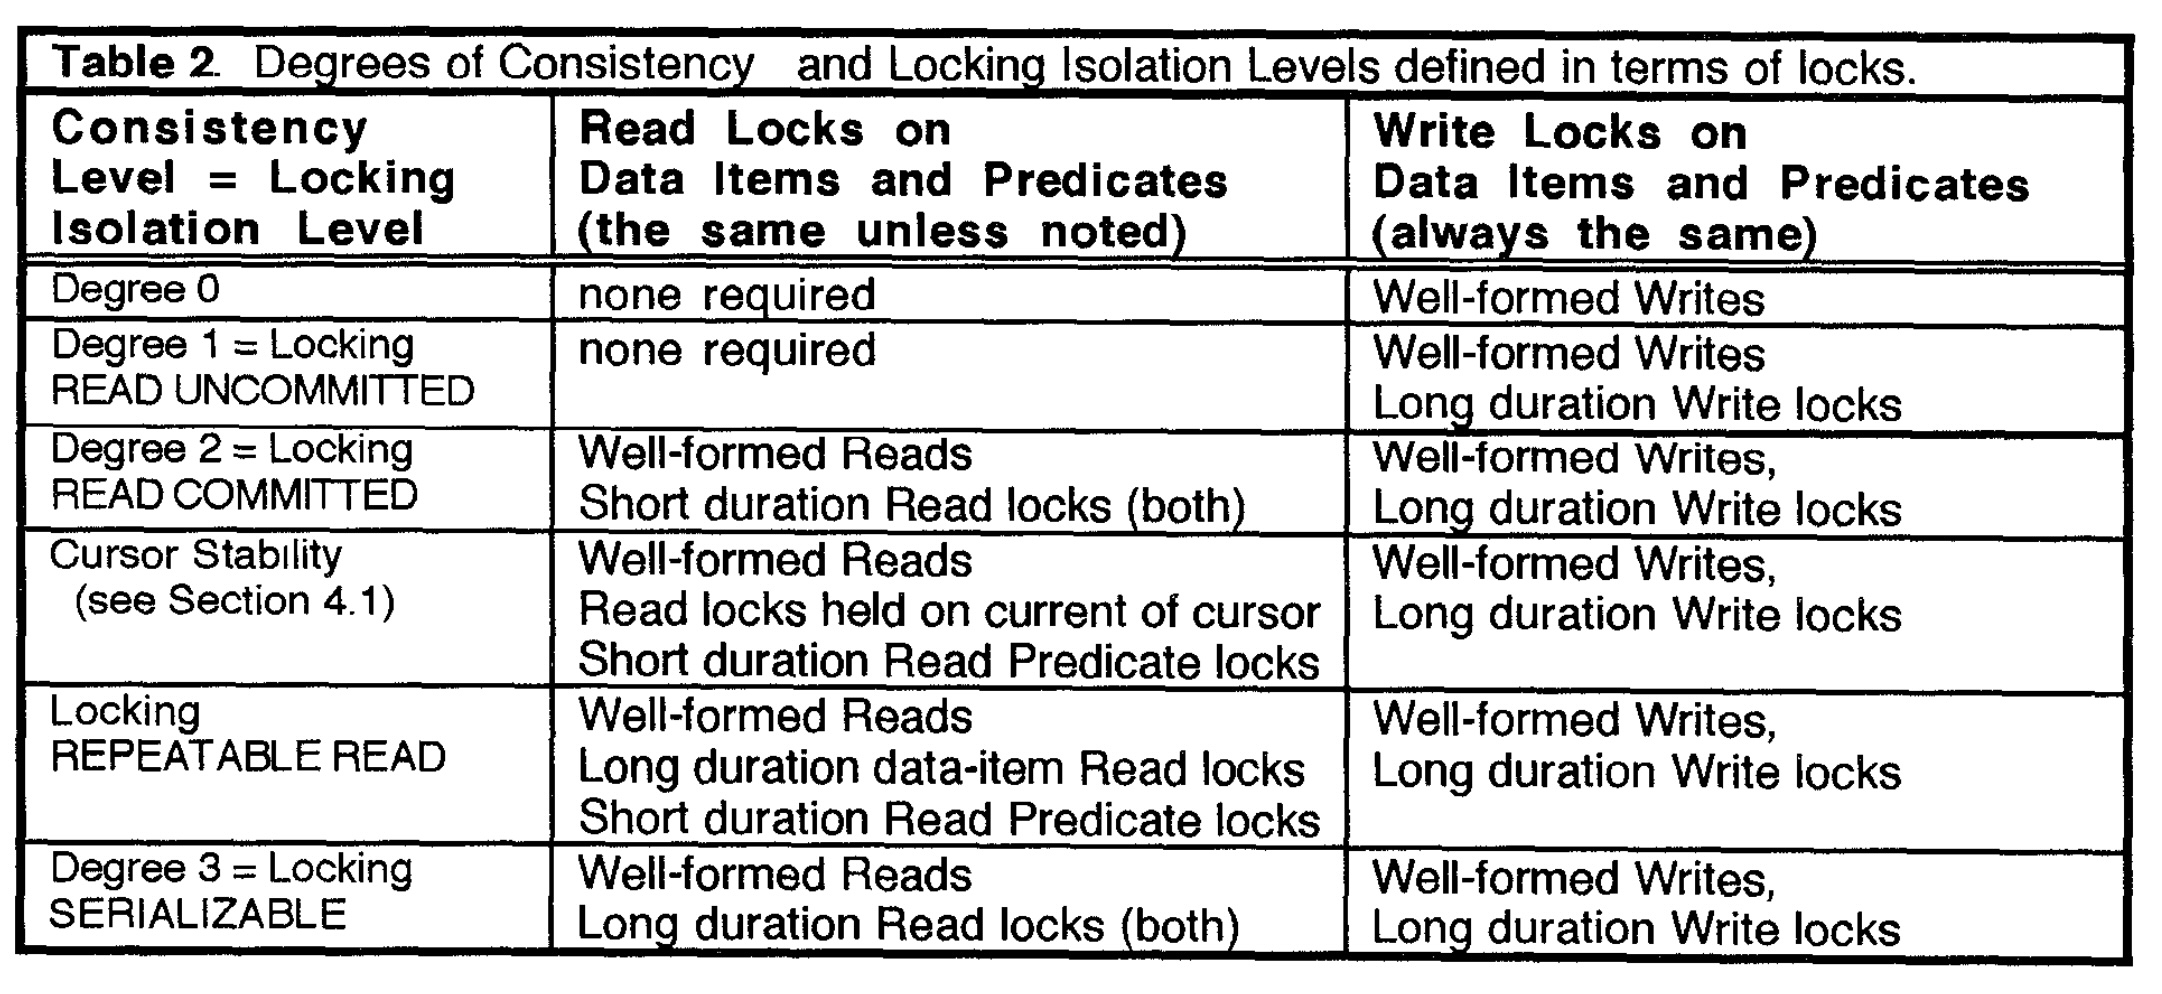 Table 2. Degrees of Consistency and Locking Isolation Levels defined in terms of locks.
Consistency
Level = Locking
Isolation Level
Read Locks on
Data Items and Predicates
(the same unless noted)
Write Locks on
Data Items and Predicates
(always the same)
Degree 0
none required
Well-formed Writes
Degree 1 = Locking
READ UNCOMMITTED
none required
Well-formed Writes
Long duration Write locks
Degree 2 = Locking
READ COMMITTED
Well-formed Reads
Short duration Read locks (both)
Well-formed Writes,
Long duration Write locks
Cursor Stability
(see Section 4.1)
Well-formed Reads
Read locks held on current of cursor
Short duration Read Predicate locks
Well-formed Writes,
Long duration Write locks
Locking
REPEATABLE READ
Well-formed Reads
Long duration data-item Read locks
Short duration Read Predicate locks
Well-formed Writes,
Long duration Write locks
Degree 3 = Locking
SERIALIZABLE
Well-formed Reads
Long duration Read locks (both)
Well-formed Writes,
Long duration Write locks